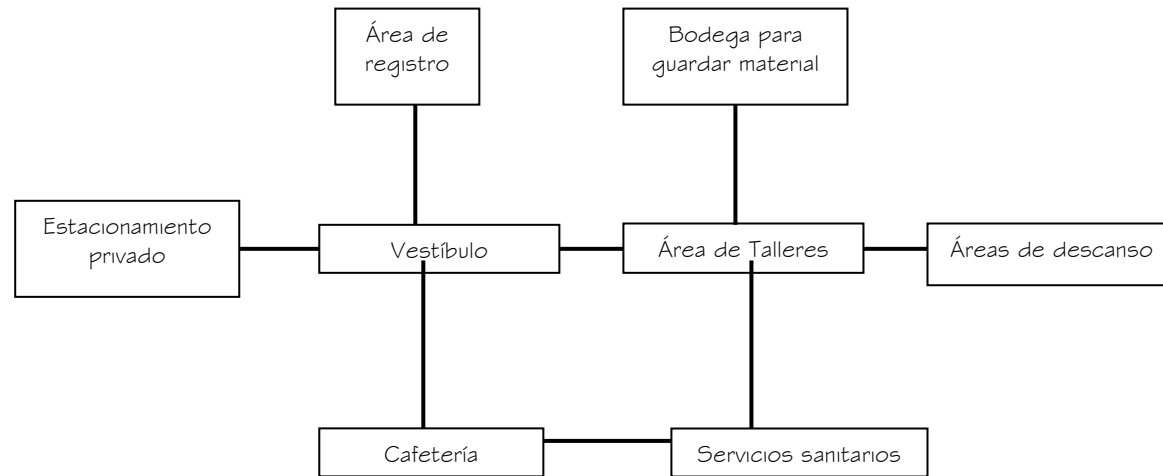 Área de
registro
Bodega para
guardar material
Estacionamiento
privado
Vestíbulo
Área de Talleres
Áreas de descanso
Cafetería
Servicios sanitarios